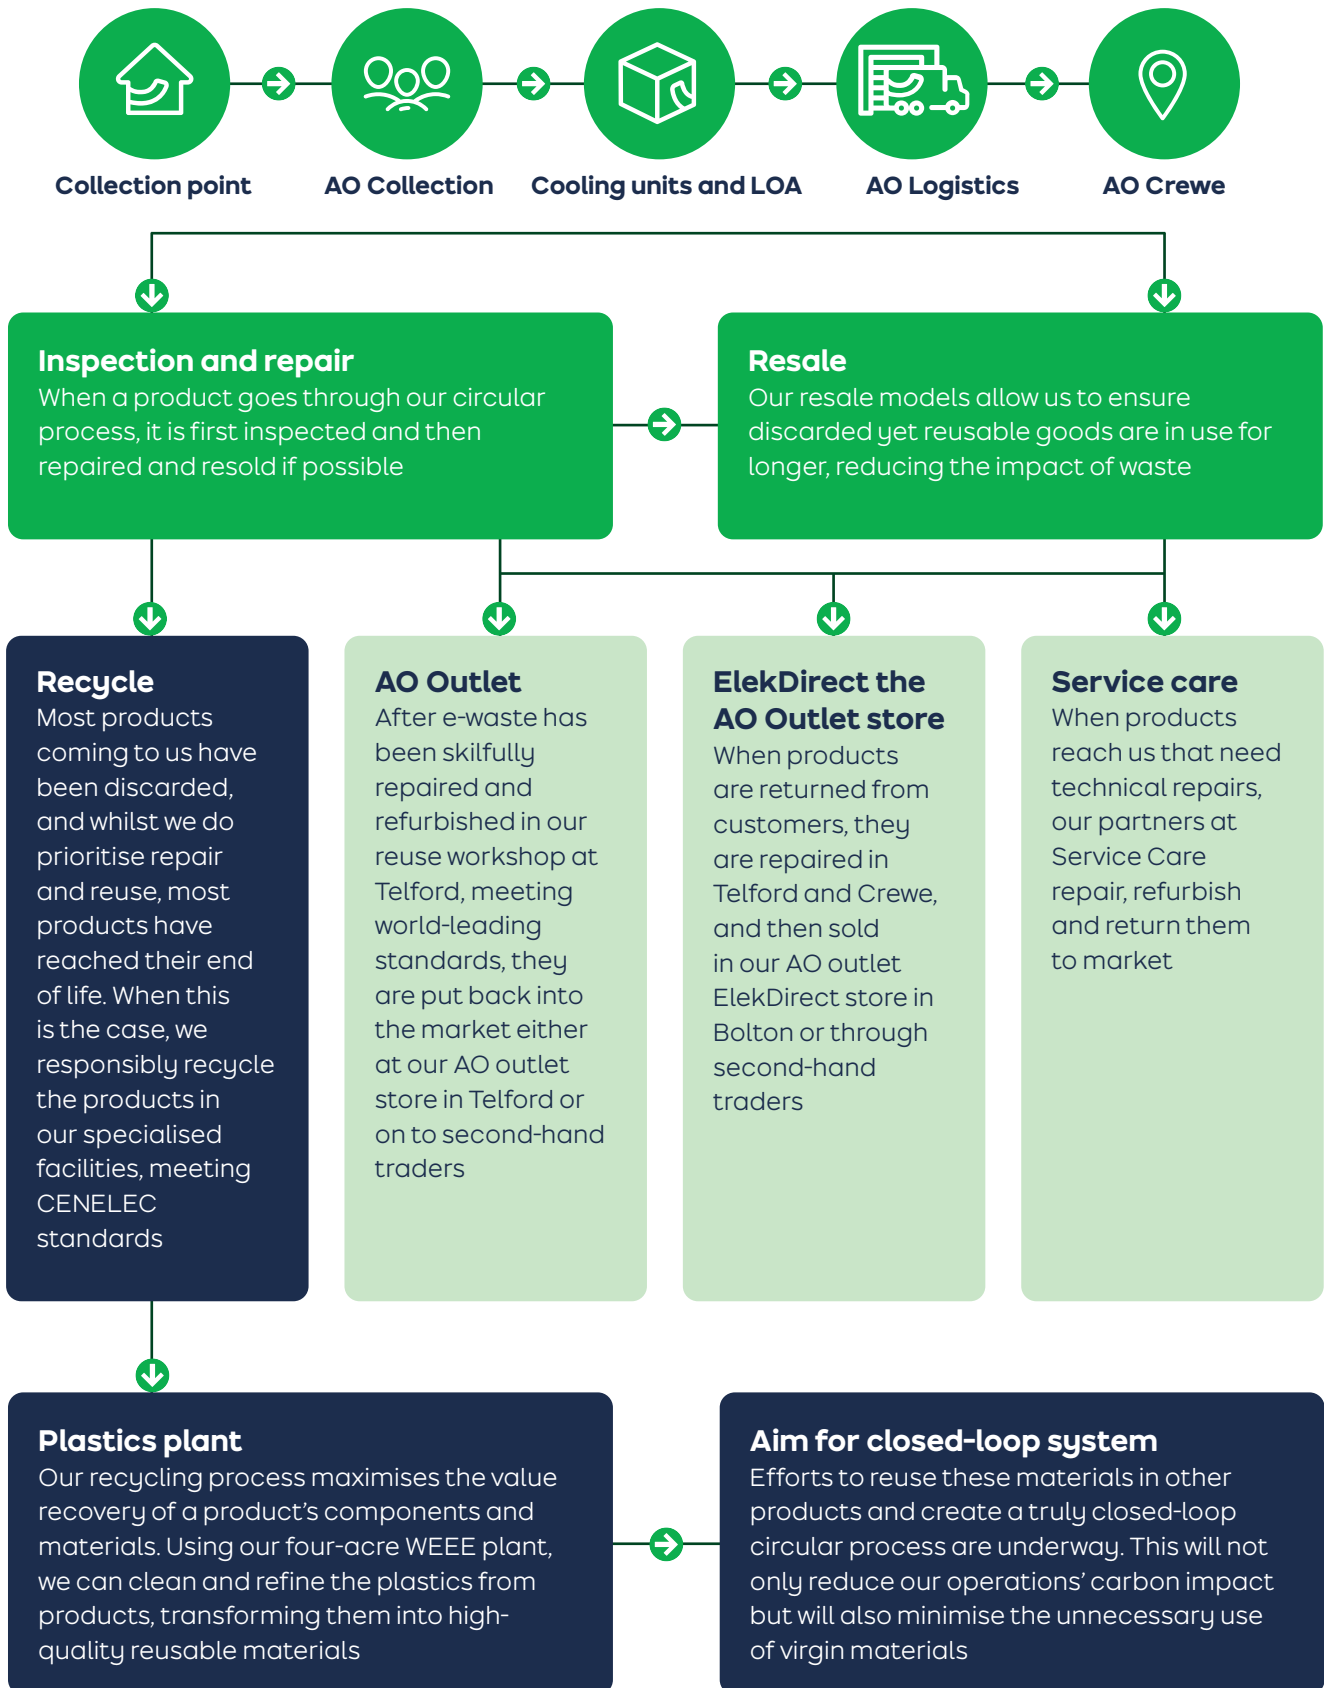 Collection point
AO Collection
Cooling units and LOA
AO Logistics
AO Crewe
Inspection and repair
When a product goes through our circular
process, it is first inspected and then
repaired and resold if possible
Resale
Our resale models allow us to ensure
discarded yet reusable goods are in use for
longer, reducing the impact of waste
Recycle
Most products
coming to us have
been discarded,
and whilst we do
prioritise repair
and reuse, most
products have
reached their end
of life. When this
is the case, we
responsibly recycle
the products in
our specialised
facilities, meeting
CENELEC
standards
AO Outlet
After e-waste has
been skilfully
repaired and
refurbished in our
reuse workshop at
Telford, meeting
world-leading
standards, they
are put back into
the market either
at our AO outlet
store in Telford or
on to second-hand
traders
ElekDirect the
AO Outlet store
When products
are returned from
customers, they
are repaired in
Telford and Crewe,
and then sold
in our AO outlet
ElekDirect store in
Bolton or through
second-hand
traders
Service care
When products
reach us that need
technical repairs,
our partners at
Service Care
repair, refurbish
and return them
to market
Plastics plant
Our recycling process maximises the value
recovery of a product’s components and
materials. Using our four-acre WEEE plant,
we can clean and refine the plastics from
products, transforming them into high-
quality reusable materials
Aim for closed-loop system
Efforts to reuse these materials in other
products and create a truly closed-loop
circular process are underway. This will not
only reduce our operations’ carbon impact
but will also minimise the unnecessary use
of virgin materials